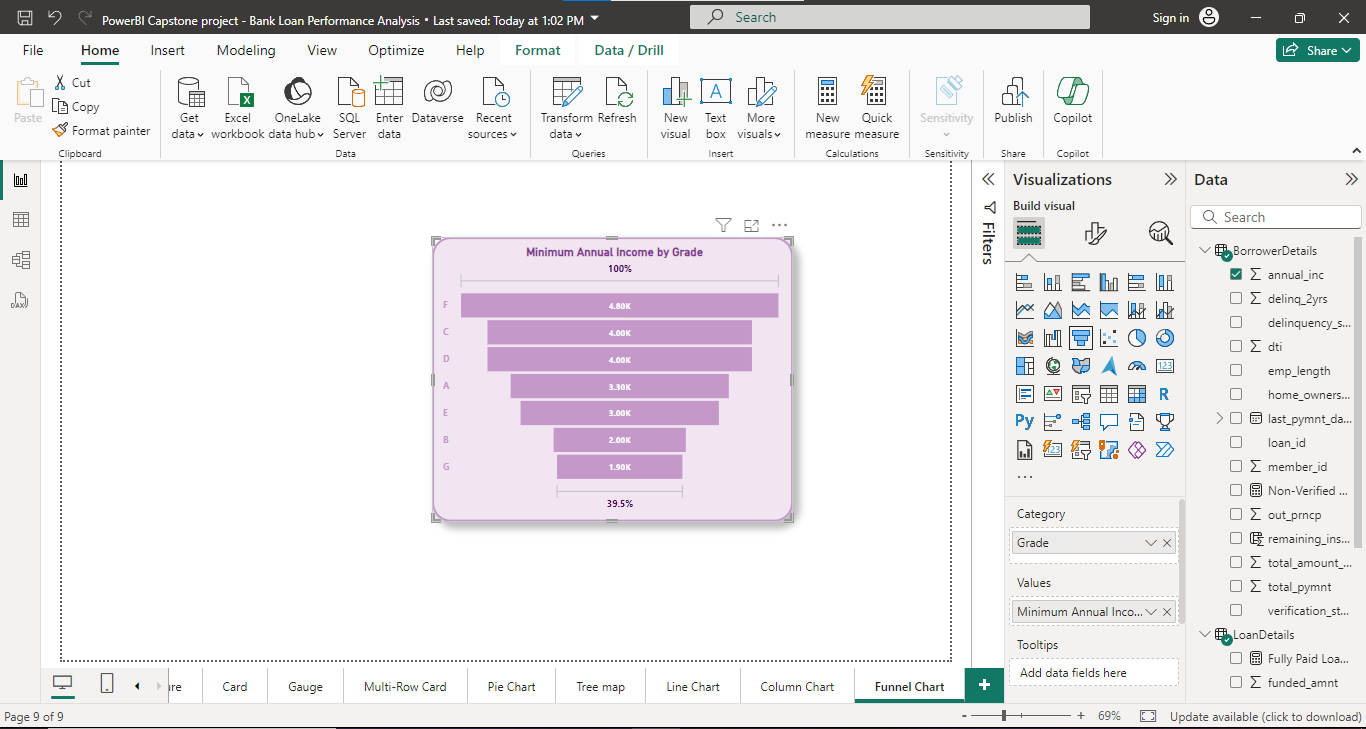 PowerBI Capstone project - Bank Loan Performance Analysis • Last saved: Today at 1:02 PM
Search
Sign in
File Home Insert Modeling View Optimize Help Format Data / Drill
Share
Paste
Cut
Copy
Format painter
Clipboard
Get data
Excel workbook
OneLake data hub
SQL Server
Enter data
Dataverse
Recent sources
Data
Transform data
Refresh
Queries
New visual
Text box
More visuals
Insert
New measure
Quick measure
Calculations
Sensitivity
Sensitivity
Publish
Share
Copilot
Copilot
Minimum Annual Income by Grade
100%
F 4.80K
C 4.00K
D 4.00K
A 3.30K
E 3.00K
B 2.00K
G 1.90K
39.5%
Filters
Visualizations
Build visual
123
R
Py
123
...
Category
Grade
Values
Minimum Annual Inco...
Tooltips
Add data fields here
Data
Search
BorrowerDetails
annual_inc
delinq_2yrs
delinquency_s...
dti
emp_length
home_owners...
last_pymnt_da...
loan_id
member_id
Non-Verified ...
out_prncp
remaining_ins...
total_amount_...
total_pymnt
verification_st...
LoanDetails
Fully Paid Loa...
funded_amnt
DAX
ure Card Gauge Multi-Row Card Pie Chart Tree map Line Chart Column Chart Funnel Chart +
Page 9 of 9
- + 69%
Update available (click to download)